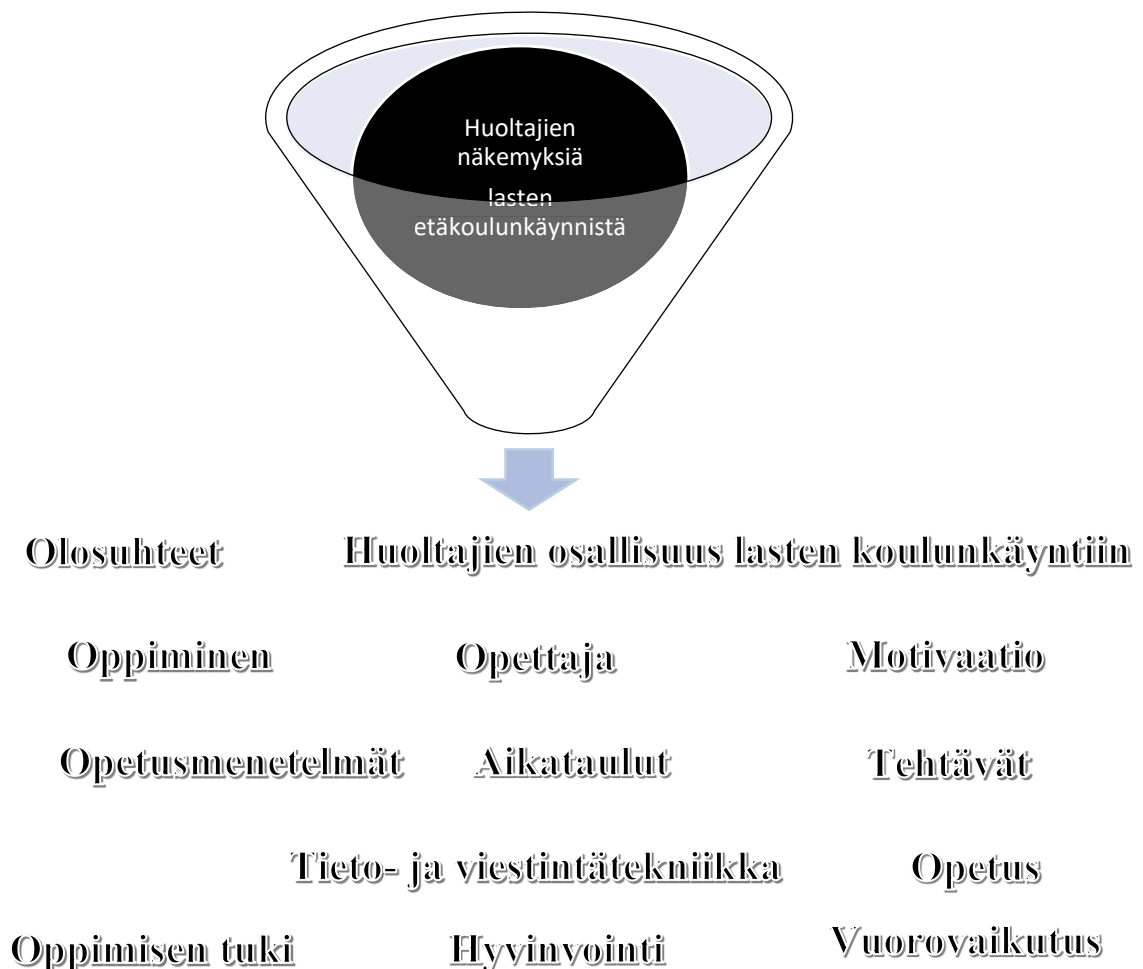 Huoltajien
näkemyksiä
lasten
etäkoulunkäynnistä
Olosuhteet
Huoltajien osallisuus lasten koulunkäyntiin
Oppiminen
Opettaja
Motivaatio
Opetusmenetelmät
Aikataulut
Tehtävät
Tieto- ja viestintätekniikka
Opetus
Oppimisen tuki
Hyvinvointi
Vuorovaikutus